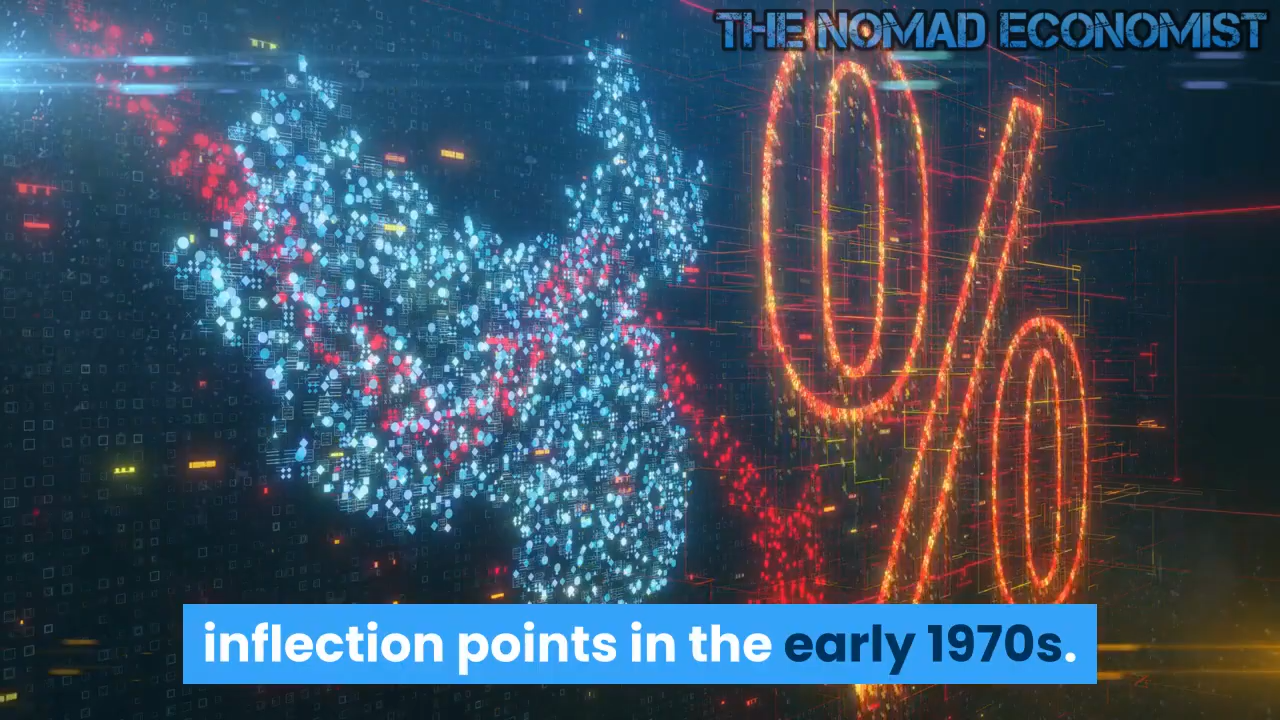 THE NOMAD ECONOMIST
%
inflection points in the early 1970s.